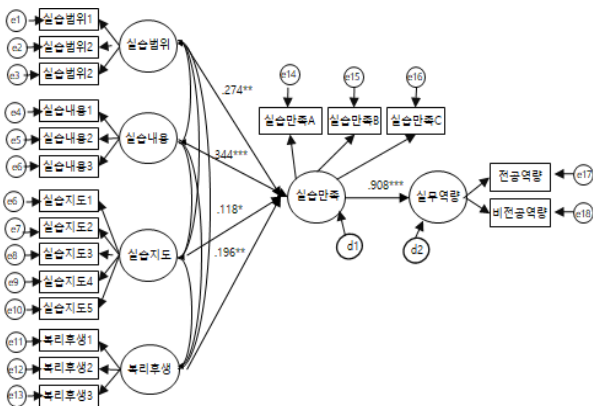 e1
실습범위1
e2
실습범위2
e3
실습범위2
실습범위
e4
실습내용1
e5
실습내용2
e6
실습내용3
실습내용
e6
실습지도1
e7
실습지도2
e8
실습지도3
e9
실습지도4
e10
실습지도5
실습지도
e11
복리후생1
e12
복리후생2
e13
복리후생3
복리후생
.274**
.344***
.118*
.196**
e14
e15
e16
실습만족A
실습만족B
실습만족C
실습만족
d1
.908***
실무역량
d2
전공역량
e17
비전공역량
e18